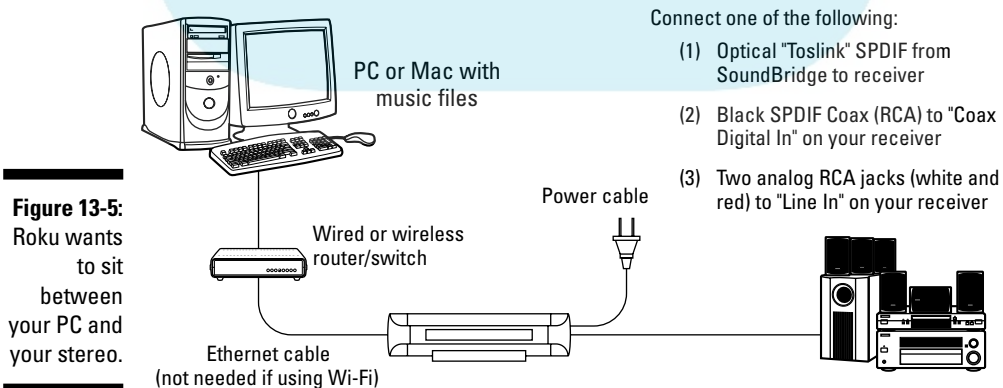 Connect one of the following:
(1) Optical "Toslink" SPDIF from
SoundBridge to receiver
(2) Black SPDIF Coax (RCA) to "Coax
Digital In" on your receiver
(3) Two analog RCA jacks (white and
red) to "Line In" on your receiver
PC or Mac with
music files
Power cable
Wired or wireless
router/switch
Ethernet cable
(not needed if using Wi-Fi)
Figure 13-5:
Roku wants
to sit
between
your PC and
your stereo.